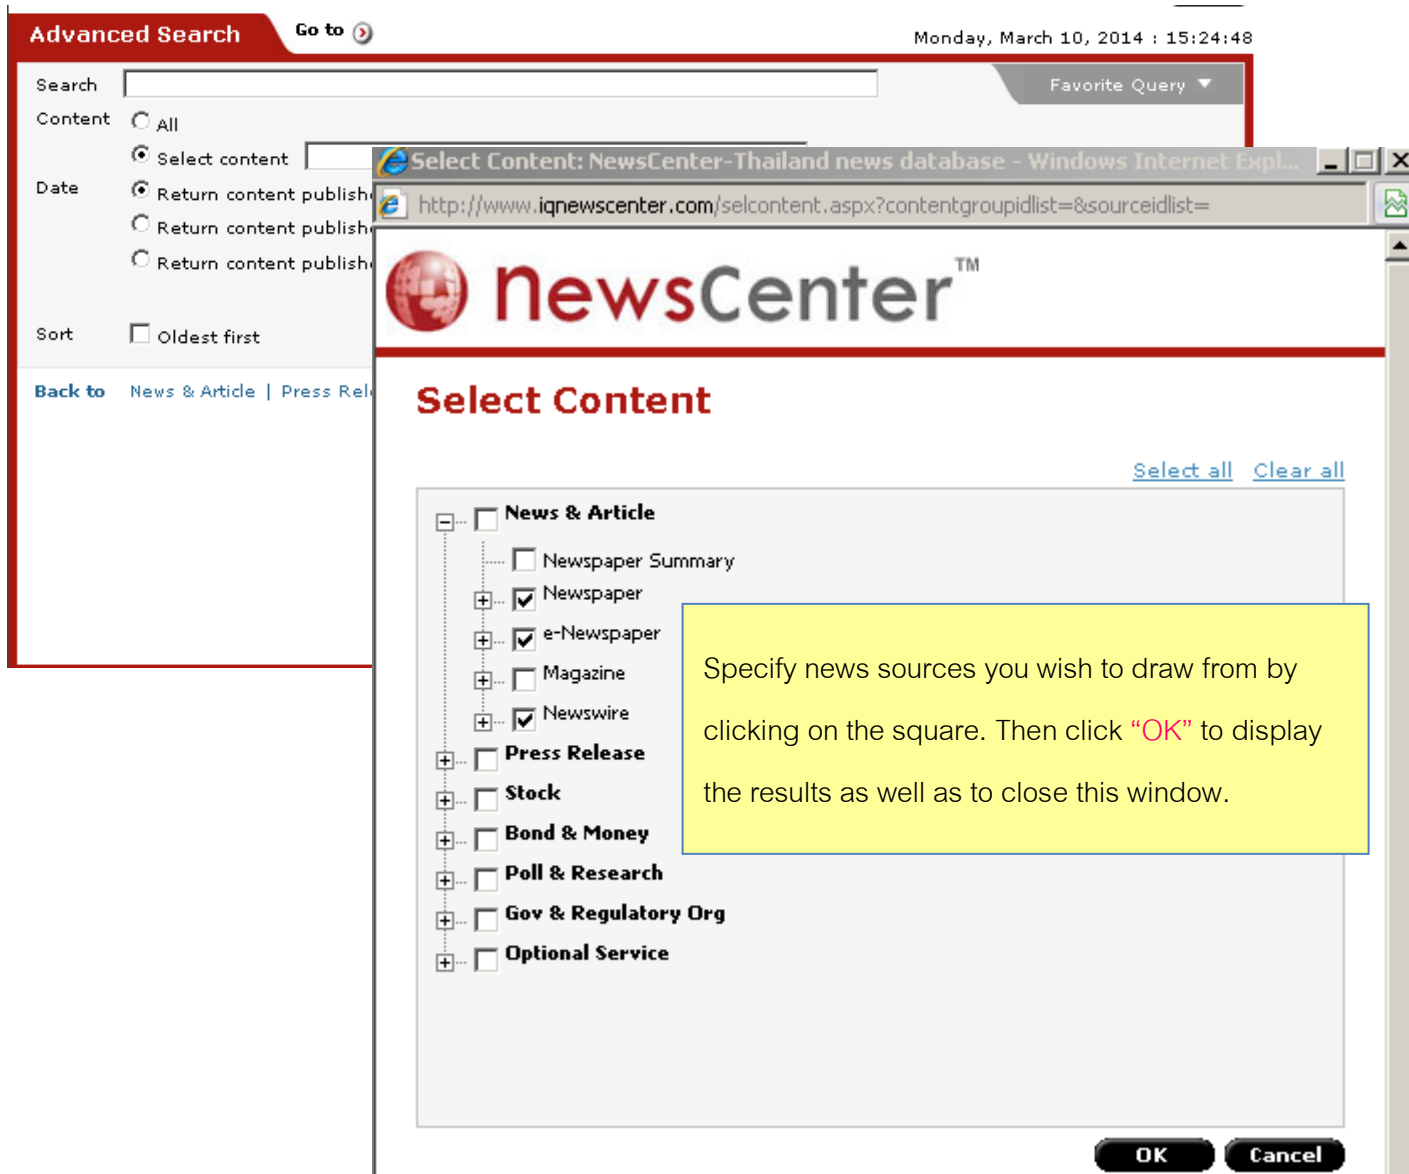 Advanced Search
Go to
Monday, March 10, 2014 : 15:24:48
Search
Favorite Query
Content
All
Select content
Date
Return content publish
Return content publish
Return content publish
Sort
Oldest first
Back to News & Article | Press Rel
Select Content: NewsCenter-Thailand news database - Windows Internet Expl...
http://www.iqnewscenter.com/selcontent.aspx?contentgroupidlist=&sourceidlist=
newsCenter™
Select Content
Select all Clear all
News & Article
Newspaper Summary
Newspaper
e-Newspaper
Magazine
Newswire
Press Release
Stock
Bond & Money
Poll & Research
Gov & Regulatory Org
Optional Service
Specify news sources you wish to draw from by
clicking on the square. Then click “OK” to display
the results as well as to close this window.
OK
Cancel